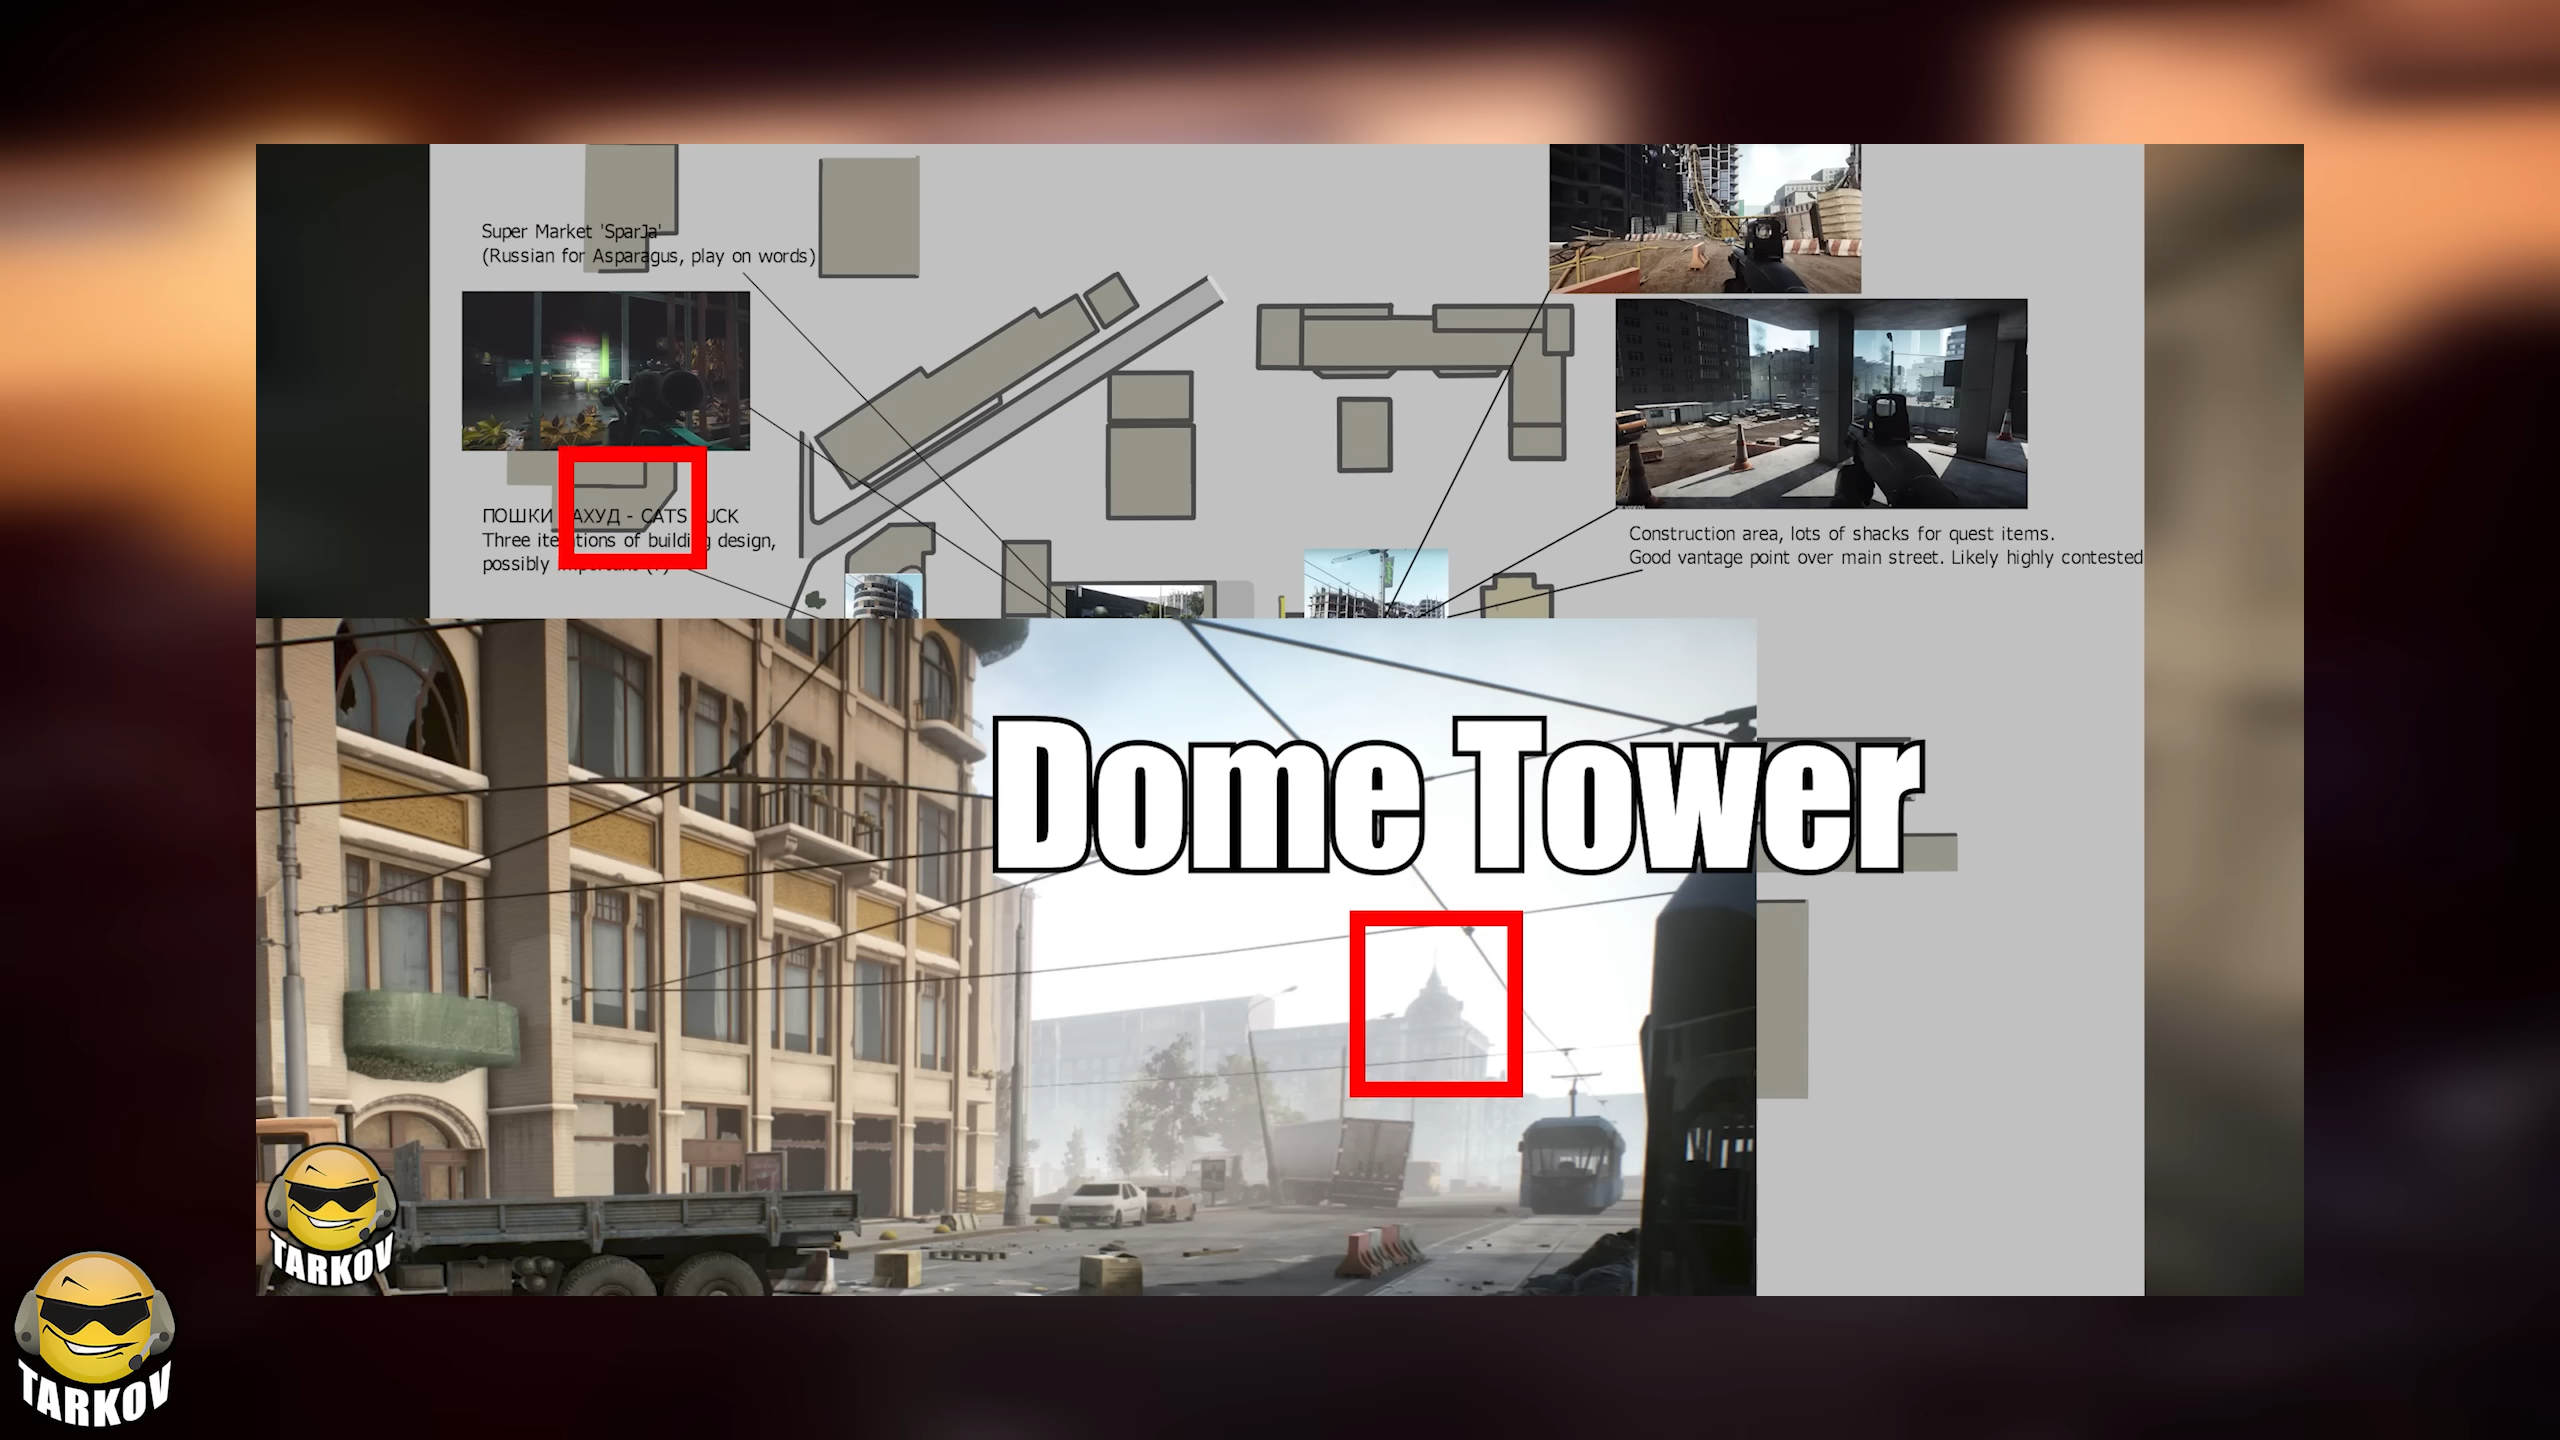 Super Market 'SparJa'
(Russian for Asparagus, play on words)
ПОШКИ АХУД - CATS UCK
Three ite tions of buildi g design,
possibly
Construction area, lots of shacks for quest items.
Good vantage point over main street. Likely highly contested
Dome Tower
TARKOV
TARKOV